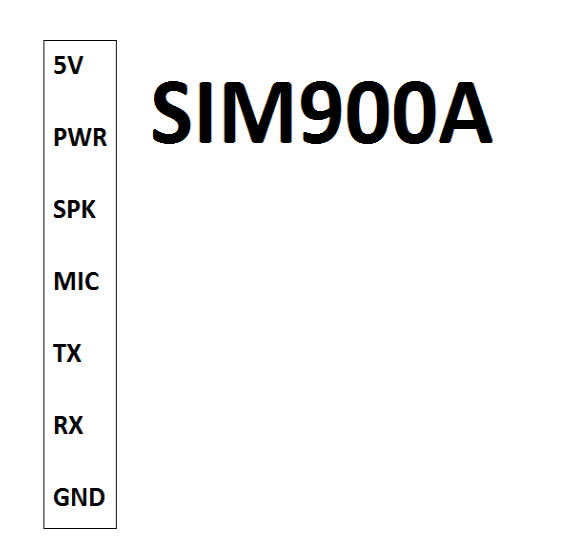 5V
SIM900A
PWR
SPK
MIC
TX
RX
GND